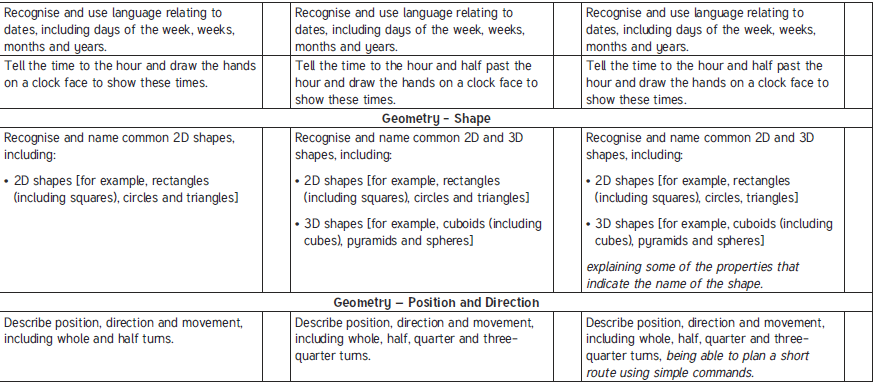 Recognise and use language relating to
dates, including days of the week, weeks,
months and years.
Recognise and use language relating to
dates, including days of the week, weeks,
months and years.
Recognise and use language relating to
dates, including days of the week, weeks,
months and years.
Tell the time to the hour and draw the hands
on a clock face to show these times.
Tell the time to the hour and half past the
hour and draw the hands on a clock face to
show these times.
Tell the time to the hour and half past the
hour and draw the hands on a clock face to
show these times.
Geometry - Shape
Recognise and name common 2D shapes,
including:
• 2D shapes [for example, rectangles
(including squares), circles and triangles]
Recognise and name common 2D and 3D
shapes, including:
• 2D shapes [for example, rectangles
(including squares), circles and triangles]
• 3D shapes [for example, cuboids (including
cubes), pyramids and spheres]
Recognise and name common 2D and 3D
shapes, including:
• 2D shapes [for example, rectangles
(including squares), circles, triangles]
• 3D shapes [for example, cuboids (including
cubes), pyramids and spheres]
explaining some of the properties that
indicate the name of the shape.
Geometry – Position and Direction
Describe position, direction and movement,
including whole and half turns.
Describe position, direction and movement,
including whole, half, quarter and three-
quarter turns.
Describe position, direction and movement,
including whole, half, quarter and three-
quarter turns, being able to plan a short
route using simple commands.